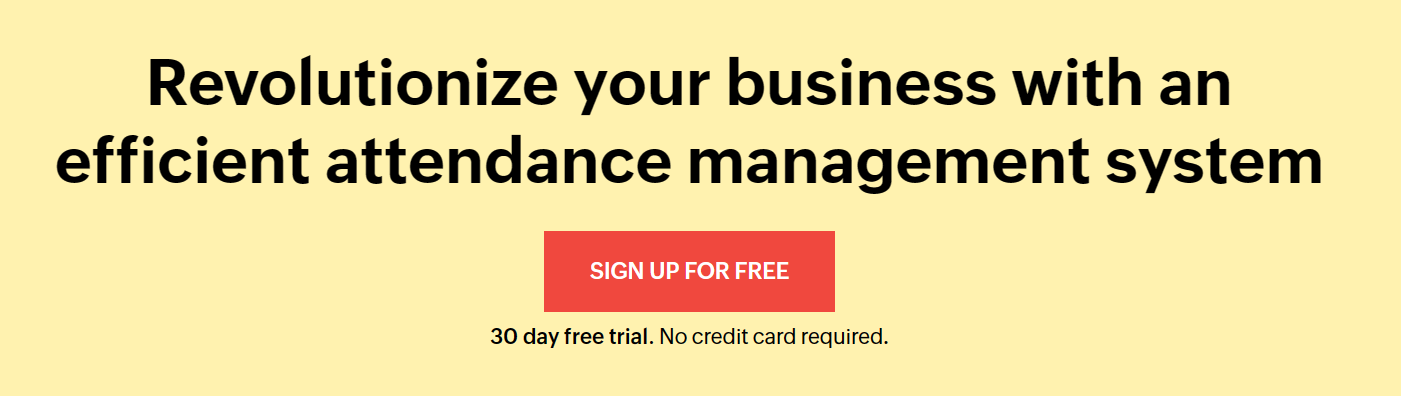 Revolutionize your business with an
efficient attendance management system
SIGN UP FOR FREE
30 day free trial. No credit card required.